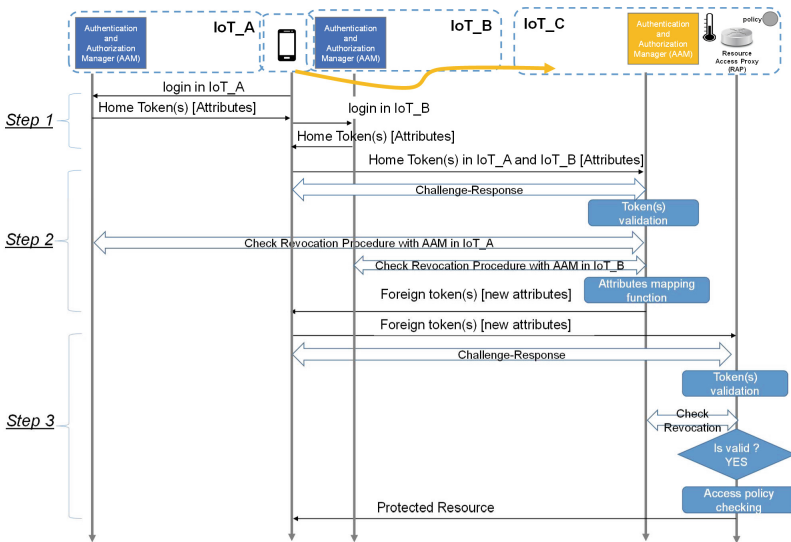 IoT_A
IoT_B
IoT_C
policy
Authentication
and
Authorization
Manager (AAM)
Authentication
and
Authorization
Manager (AAM)
Authentication
and
Authorization
Manager (AAM)
Resource
Access Proxy
(RAP)
Step 1
login in IoT_A
Home Token(s) [Attributes]
login in IoT_B
Home Token(s) [Attributes]
Step 2
Home Token(s) in IoT_A and IoT_B [Attributes]
Challenge-Response
Token(s)
validation
Check Revocation Procedure with AAM in IoT_A
Check Revocation Procedure with AAM in IoT_B
Attributes mapping
function
Foreign token(s) [new attributes]
Step 3
Foreign token(s) [new attributes]
Challenge-Response
Token(s)
validation
Check
Revocation
Is valid ?
YES
Access policy
checking
Protected Resource